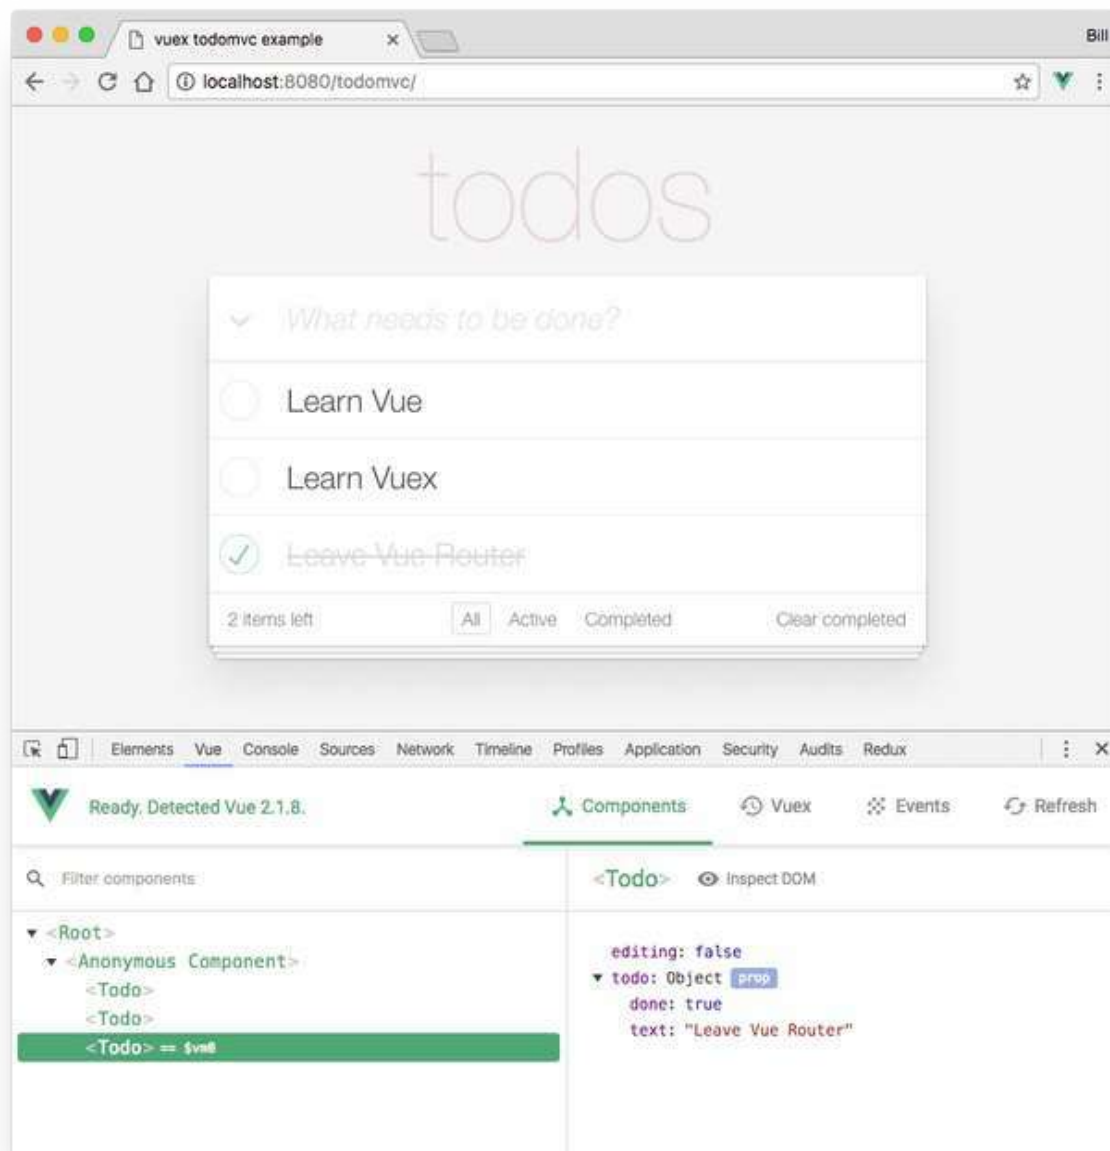 vuex todomvc example
Bill
localhost:8080/todomvc/
todos
What needs to be done?
Learn Vue
Learn Vuex
Leave Vue Router
2 items left All Active Completed Clear completed
Elements Vue Console Sources Network Timeline Profiles Application Security Audits Redux
Ready. Detected Vue 2.1.8. Components Vuex Events Refresh
Filter components
<Todo> Inspect DOM
<Root>
<Anonymous Component>
<Todo>
<Todo>
<Todo> == $vm0
editing: false
todo: Object prop
done: true
text: "Leave Vue Router"